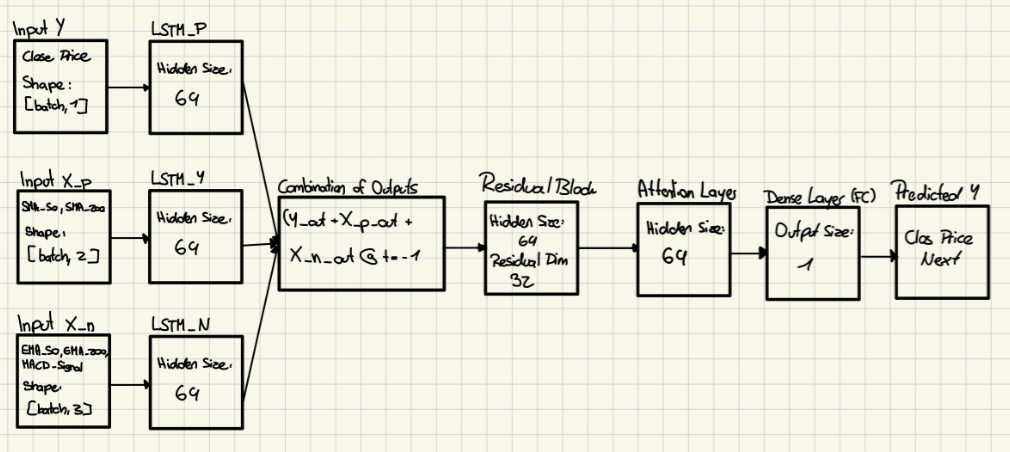 Input Y
Close Price
Shape:
[batch, 1]
LSTM_P
Hidden Size:
64
Input X_p
SMA_50, SMA_200
Shape:
[batch, 2]
LSTM_Y
Hidden Size:
64
Input X_n
EMA_50, EMA_200,
MACD-Signal
Shape:
[batch, 3]
LSTM_N
Hidden Size:
64
Combination of Outputs
(Y_out + X_p_out +
X_n_out @ t=-1
Residual Block
Hidden Size:
64
Residual Dim
32
Attention Layer
Hidden Size:
64
Dense Layer (FC)
Output Size:
1
Predicted Y
Clos Price
Next